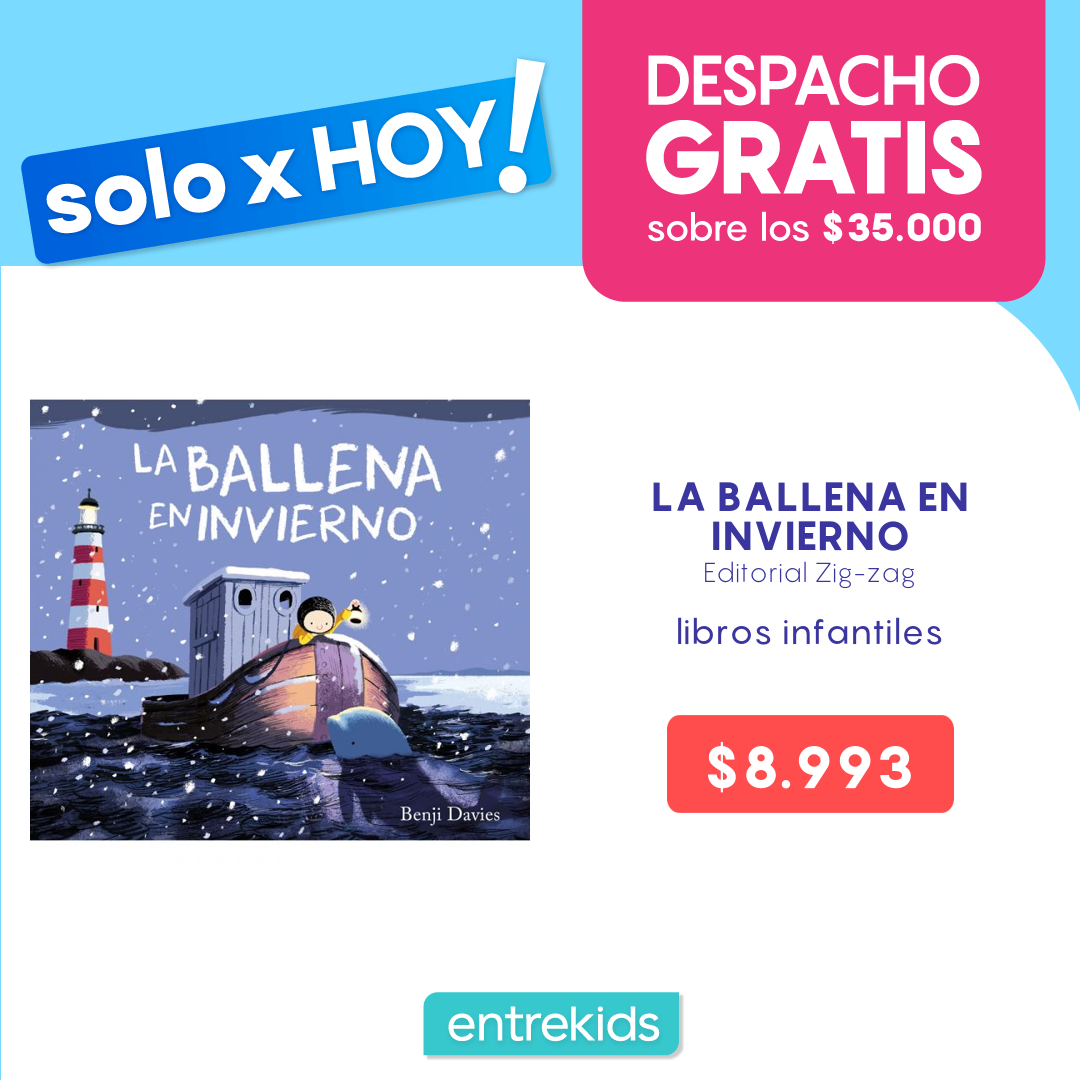 solo x HOY!
DESPACHO
GRATIS
sobre los $35.000
LA BALLENA
EN INVIERNO
Benji Davies
LA BALLENA EN
INVIERNO
Editorial Zig-zag
libros infantiles
$8.993
entrekids